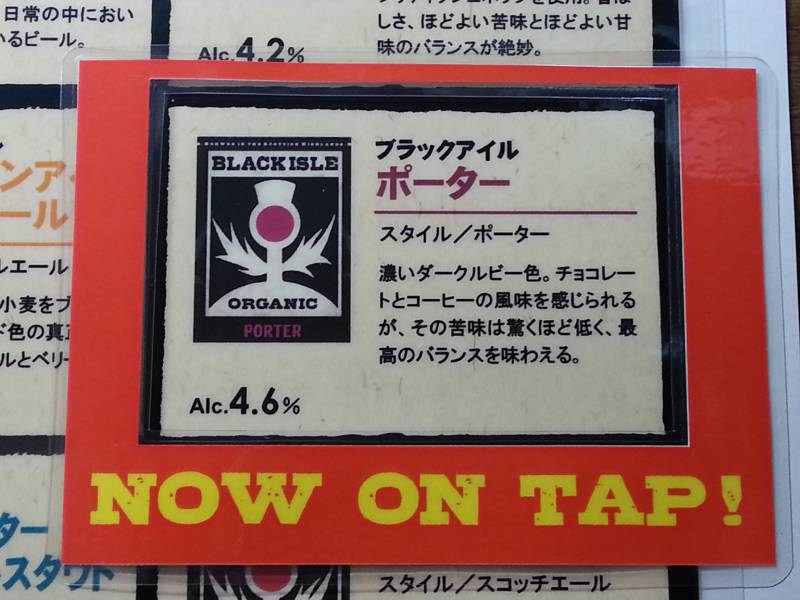 日常の中におい
いるビール。
Alc.4.2%
しさ、ほどよい苦味とほどよい甘
味のバランスが絶妙。
BREWED IN THE SCOTTISH HIGHLANDS
BLACK ISLE
ORGANIC
PORTER
ブラックアイル
ポーター
スタイル/ポーター
濃いダークルビー色。チョコレー
トとコーヒーの風味を感じられる
が、その苦味は驚くほど低く、最
高のバランスを味わえる。
Alc.4.6%
NOW ON TAP!
ンア
ール
ルエール
小麦をブ
ド色の真
ルとベリー
ター
スタウト
スタイル/スコッチエール